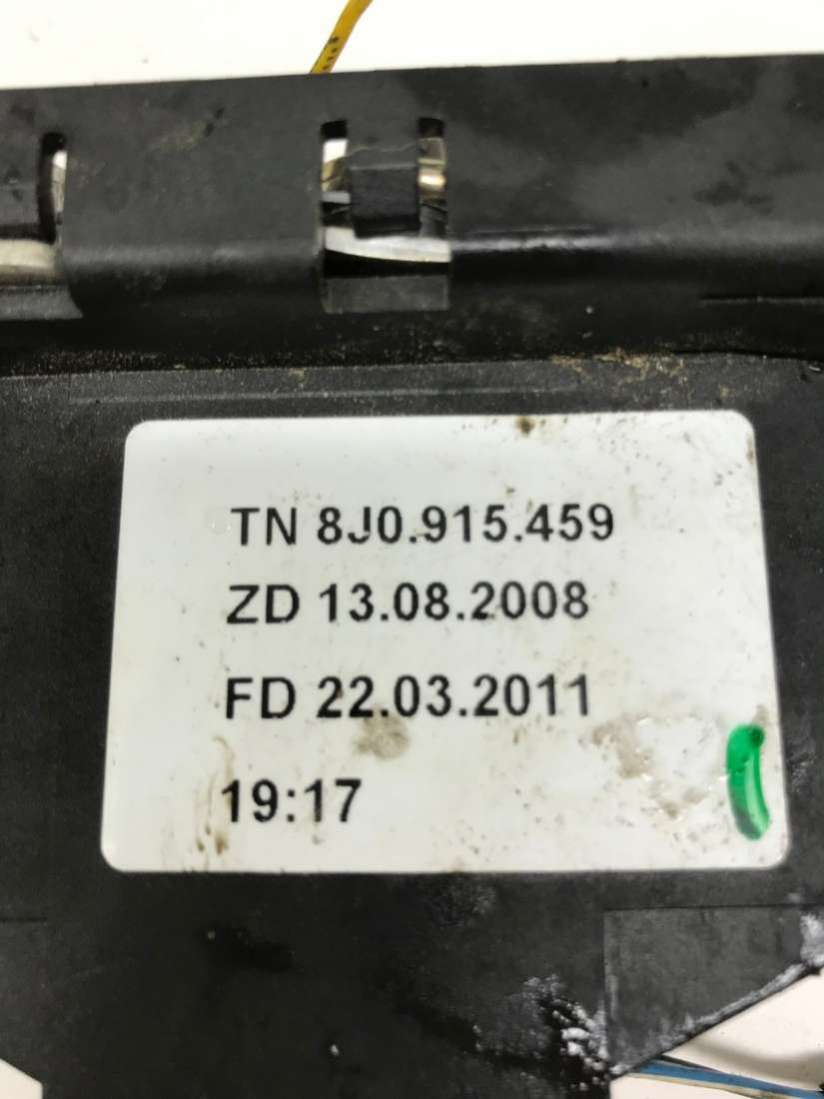 TN 8J0.915.459
ZD 13.08.2008
FD 22.03.2011
19:17